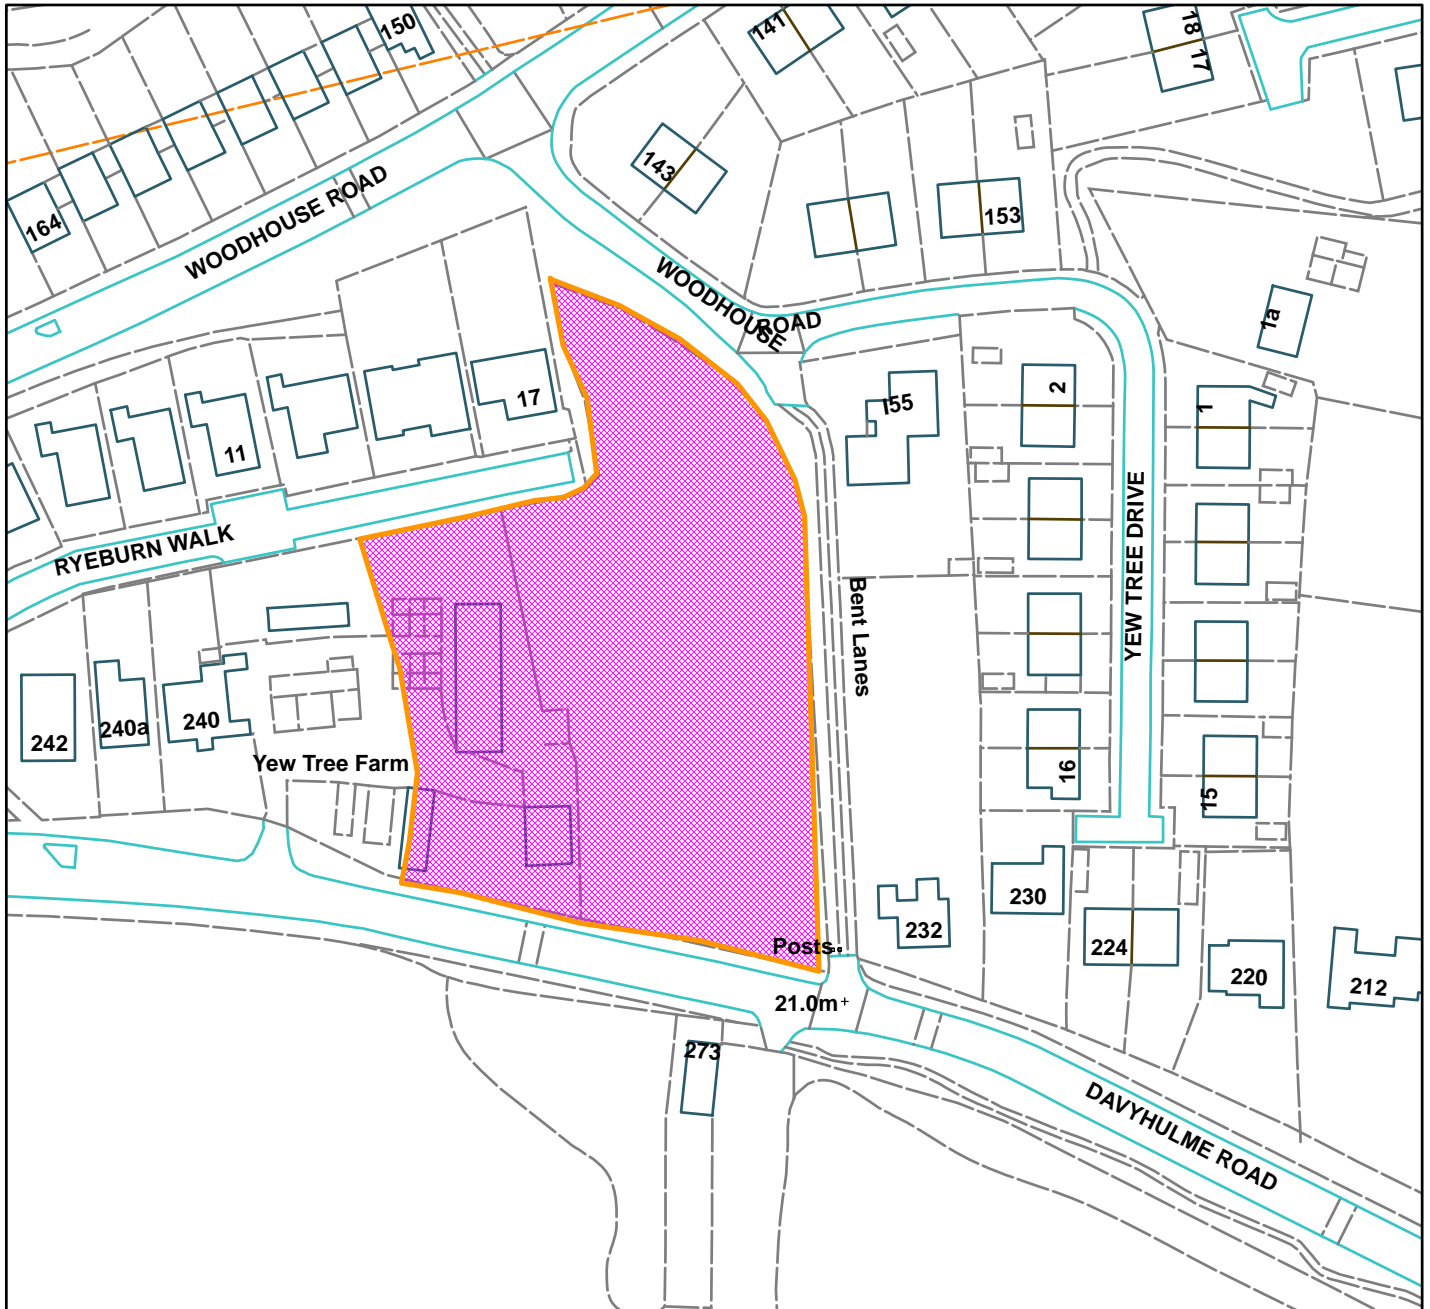 150
141
18
17
164
WOODHOUSE ROAD
143
153
WOODHOUSE
ROAD
1a
2
1
17
155
11
RYEBURN WALK
YEW TREE DRIVE
Bent Lanes
242
240a
240
Yew Tree Farm
16
15
230
232
224
220
212
Posts
21.0m+
273
DAVYHULME ROAD